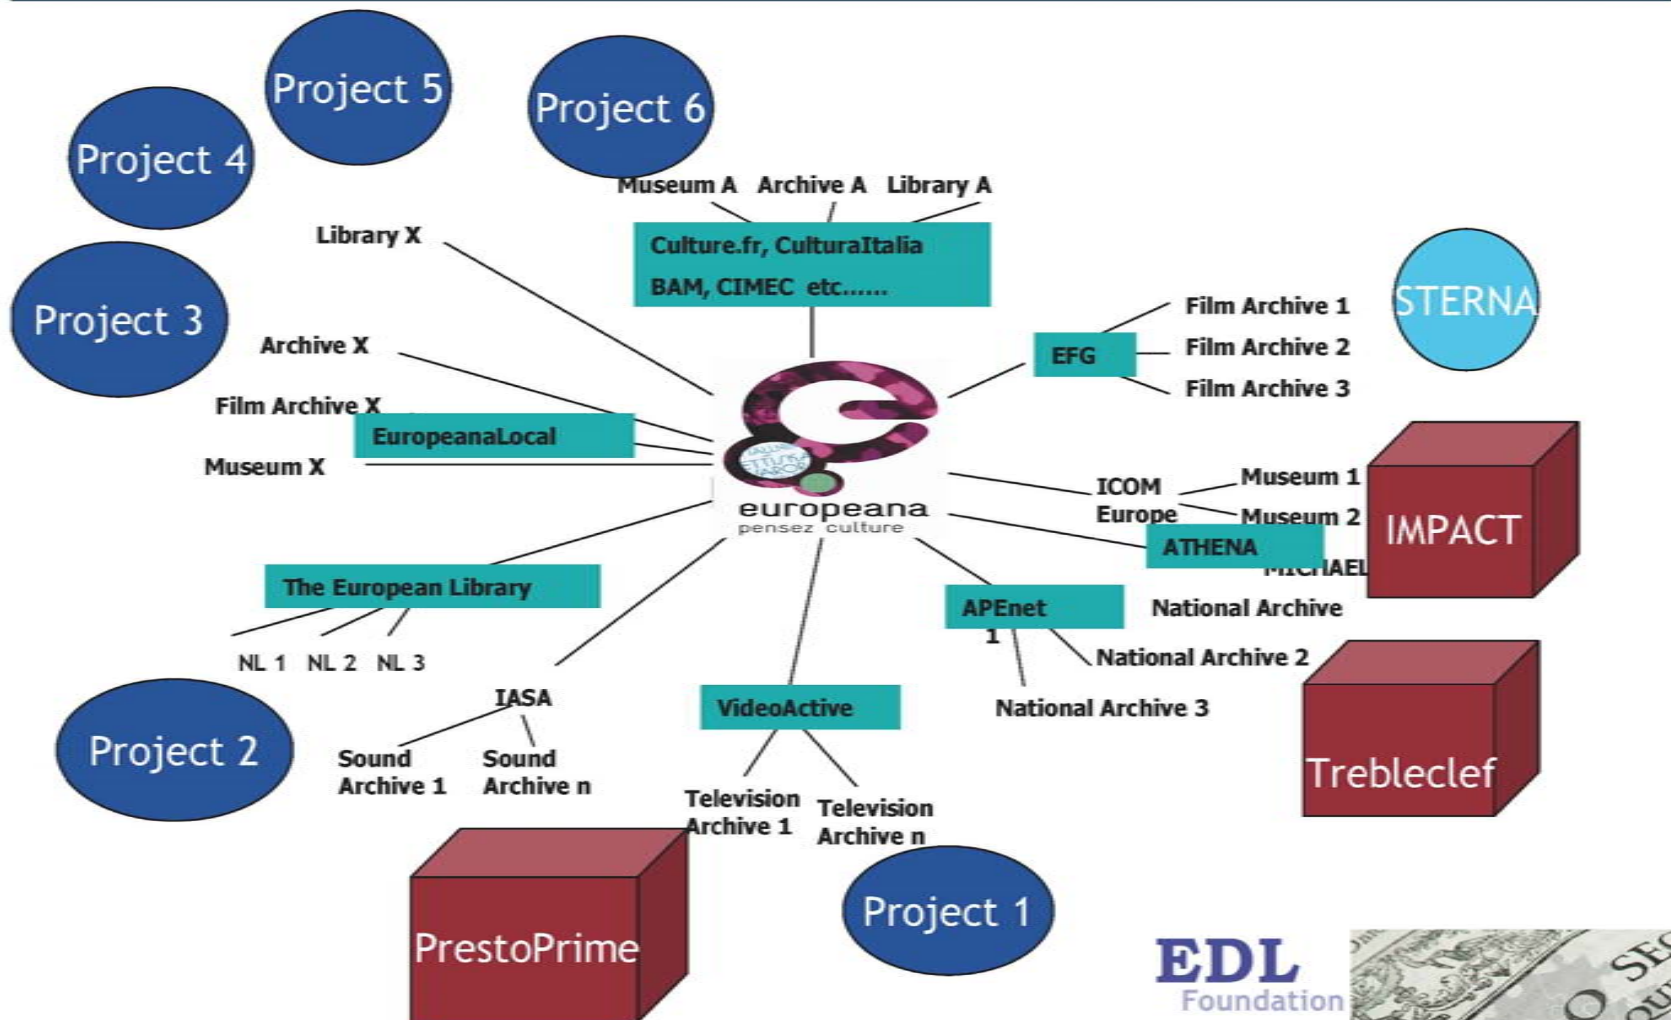 Project 5
Project 6
Project 4
Museum A Archive A Library A
Library X
Culture.fr, CulturaItalia
BAM, CIMEC etc......
Project 3
Film Archive 1
STERNA
Archive X
EFG
Film Archive 2
Film Archive 3
Film Archive X
EuropeanaLocal
Museum X
europeana
pensez culture
ICOM
Europe
Museum 1
Museum 2
IMPACT
ATHENA
MICHAEL
The European Library
APEnet
1
National Archive
NL 1 NL 2 NL 3
National Archive 2
IASA
VideoActive
National Archive 3
Project 2
Sound
Archive 1
Sound
Archive n
Trebleclef
Television
Archive 1
Television
Archive n
PrestoPrime
Project 1
EDL
Foundation